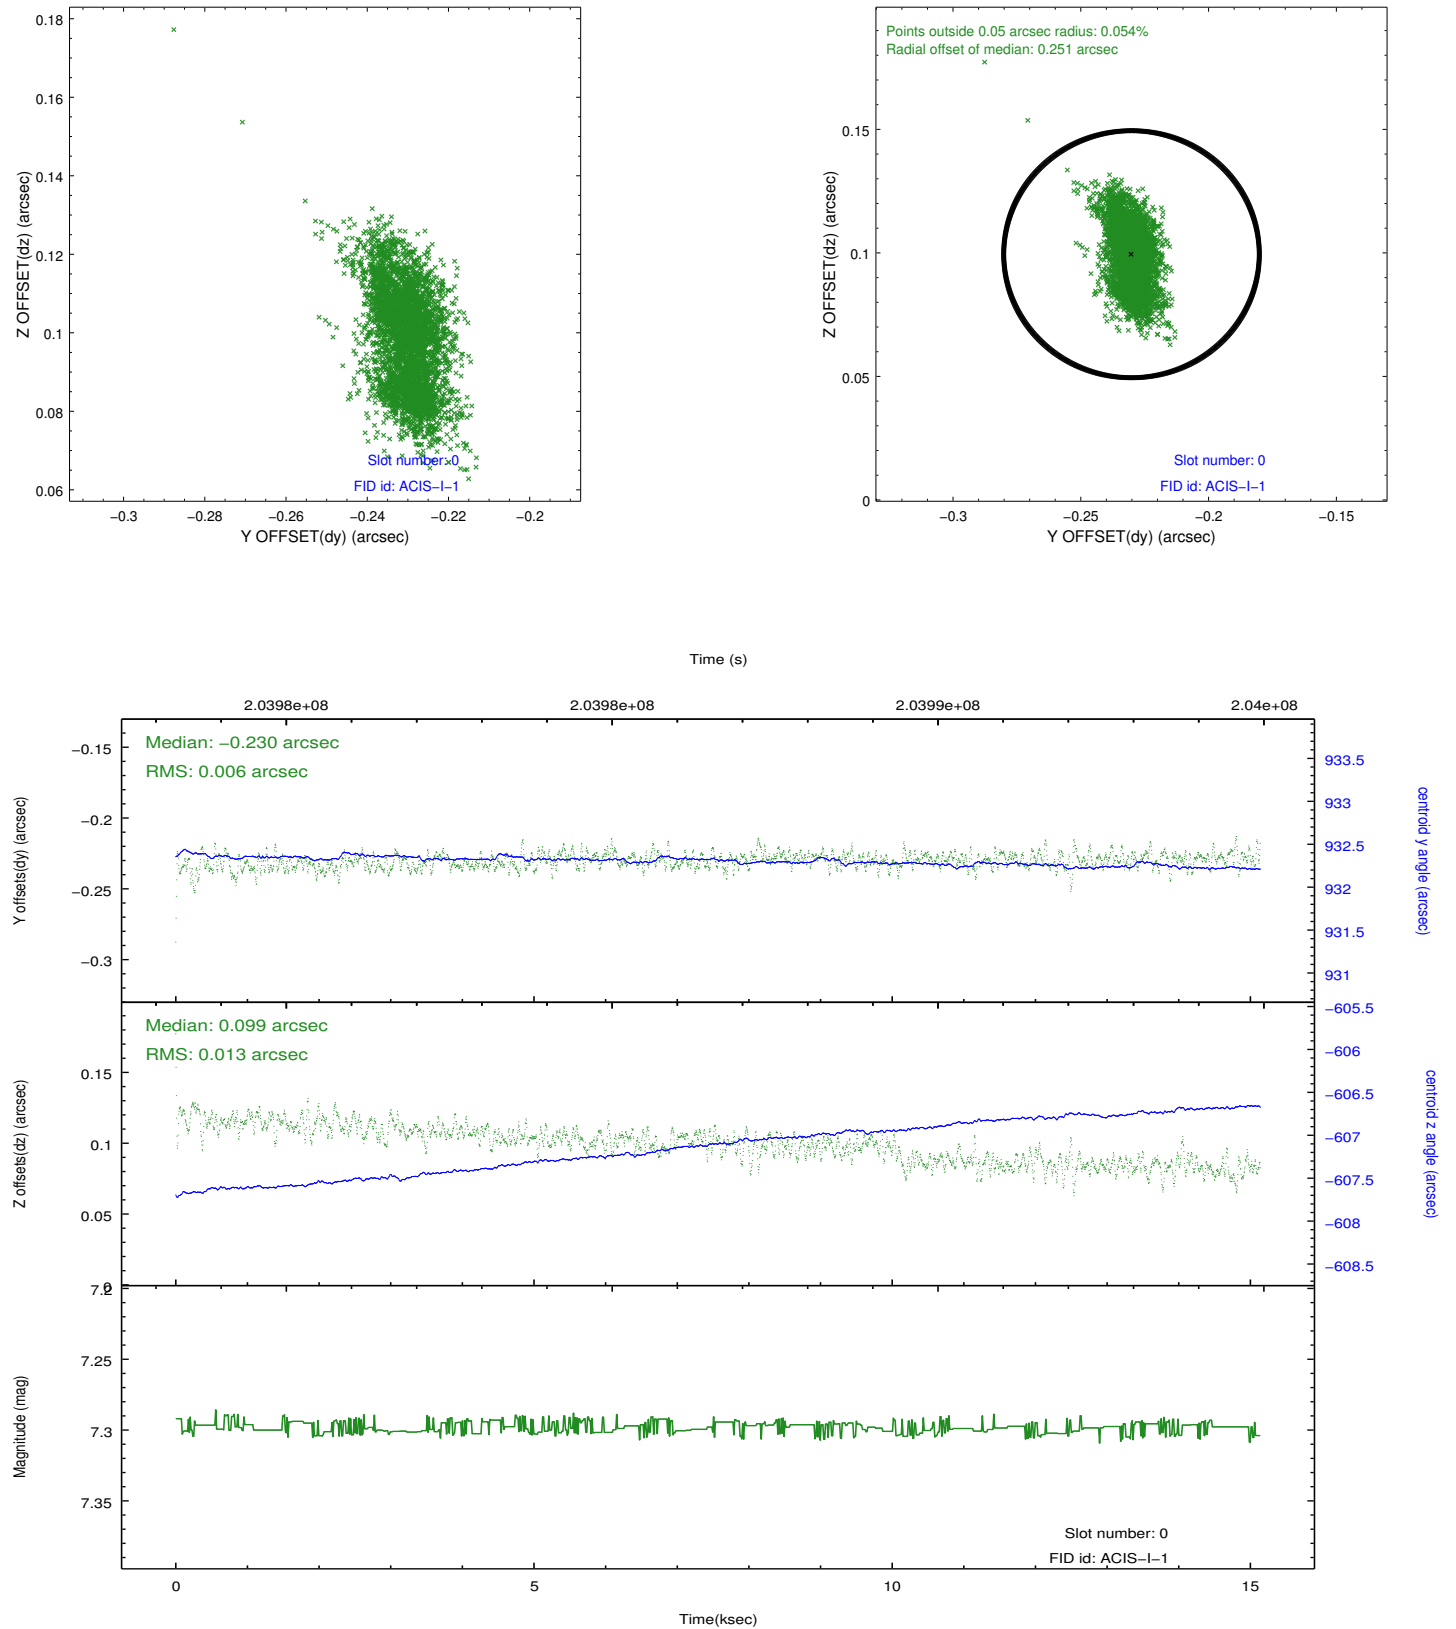 0.18
0.16
0.14
0.12
0.1
0.08
0.06
Z OFFSET(dz) (arcsec)
Slot number: 0
FID id: ACIS−I−1
−0.3
−0.28
−0.26
−0.24
−0.22
−0.2
Y OFFSET(dy) (arcsec)
Points outside 0.05 arcsec radius: 0.054%
Radial offset of median: 0.251 arcsec
0.15
0.1
0.05
0
Z OFFSET(dz) (arcsec)
Slot number: 0
FID id: ACIS−I−1
−0.3
−0.25
−0.2
−0.15
Y OFFSET(dy) (arcsec)
Time (s)
2.0398e+08
2.0398e+08
2.0399e+08
2.04e+08
Median: −0.230 arcsec
RMS: 0.006 arcsec
−0.15
−0.2
−0.25
−0.3
Y offsets(dy) (arcsec)
933.5
933
932.5
932
931.5
931
centroid y angle (arcsec)
Median: 0.099 arcsec
RMS: 0.013 arcsec
0.15
0.1
0.05
0
Z offsets(dz) (arcsec)
−605.5
−606
−606.5
−607
−607.5
−608
−608.5
centroid z angle (arcsec)
7.2
7.25
7.3
7.35
Magnitude (mag)
Slot number: 0
FID id: ACIS−I−1
0
5
10
15
Time(ksec)